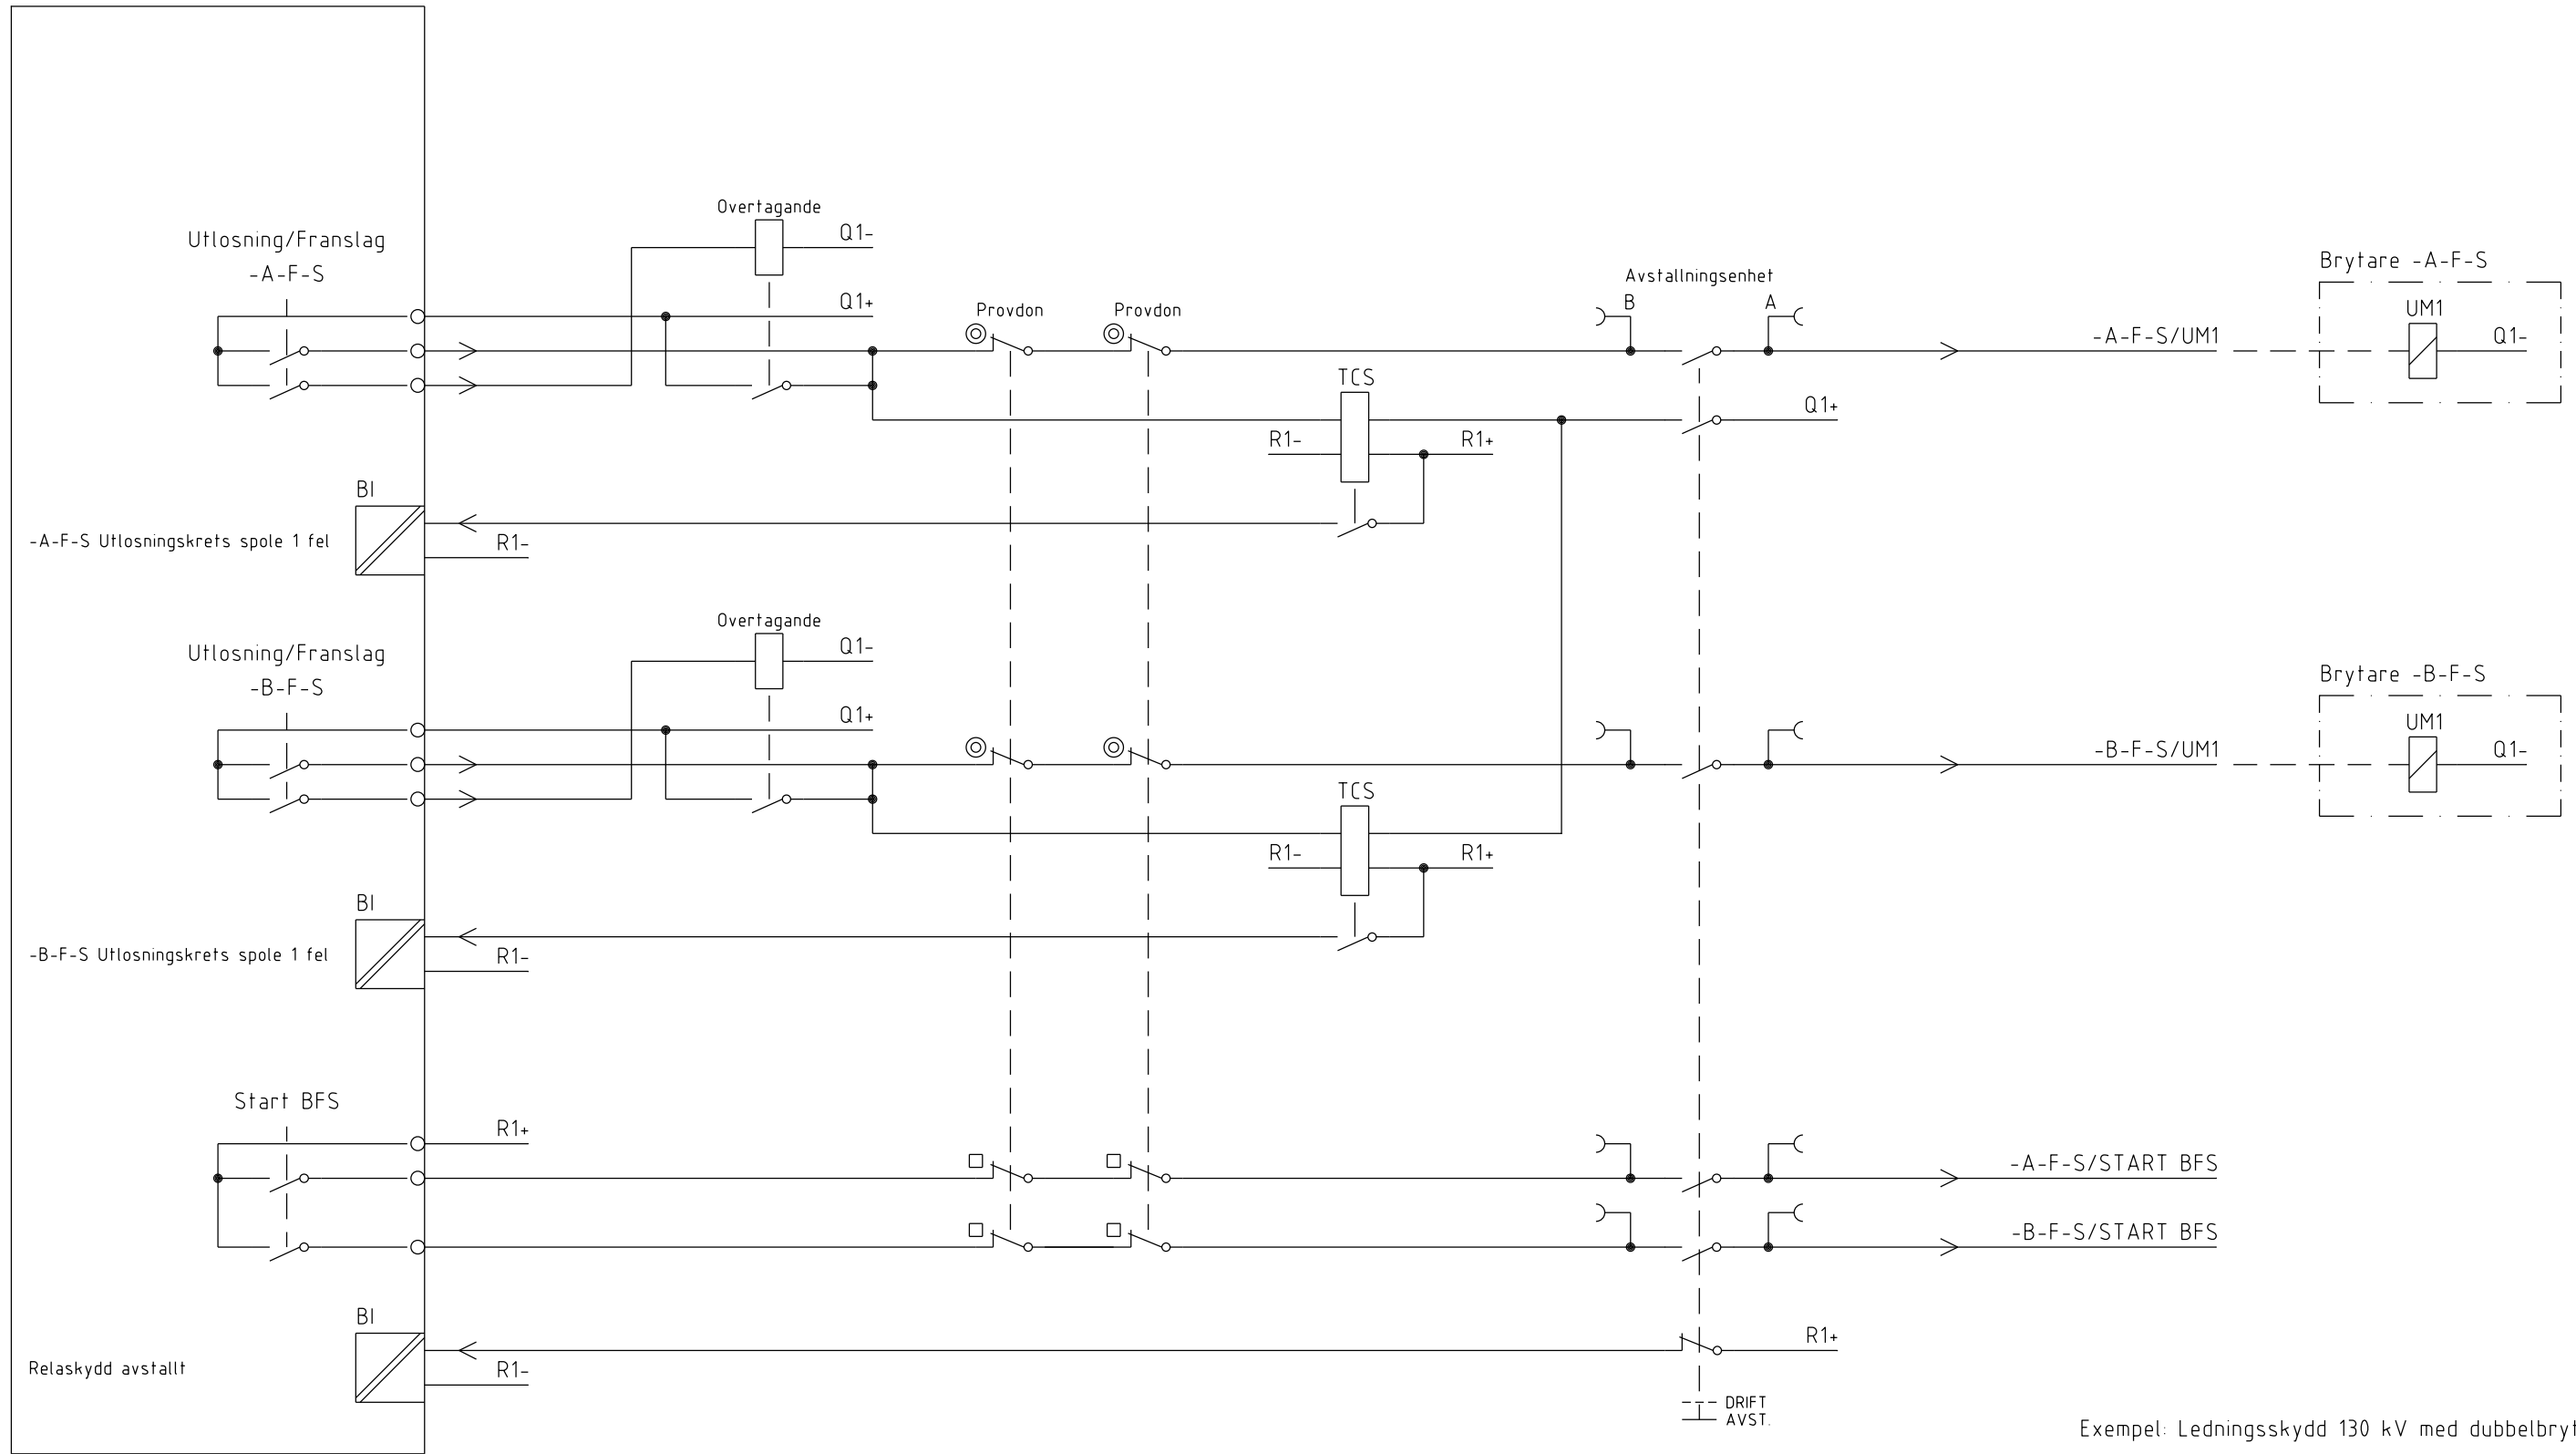 Overtagande
Q1-
Utlosning/Franslag
-A-F-S
Q1+
Provdon
Provdon
Avstallningsenhet
B
A
Brytare -A-F-S
UM1
-A-F-S/UM1
Q1-
TCS
Q1+
R1-
R1+
BI
-A-F-S Utlosningskrets spole 1 fel
R1-
Overtagande
Q1-
Utlosning/Franslag
-B-F-S
Q1+
Brytare -B-F-S
UM1
-B-F-S/UM1
Q1-
TCS
R1-
R1+
BI
-B-F-S Utlosningskrets spole 1 fel
R1-
Start BFS
R1+
-A-F-S/START BFS
-B-F-S/START BFS
BI
R1+
Relaskydd avstallt
R1-
DRIFT
AVST.
Exempel: Ledningsskydd 130 kV med